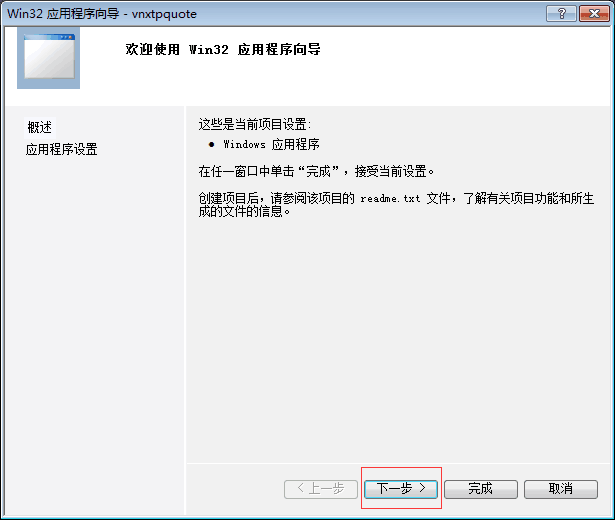 Win32 应用程序向导 - vnxtpquote
欢迎使用 Win32 应用程序向导
概述
应用程序设置
这些是当前项目设置:
● Windows 应用程序
在任一窗口中单击“完成”，接受当前设置。
创建项目后，请参阅该项目的 readme.txt 文件，了解有关项目功能和所生
成的文件的信息。
< 上一步
下一步 >
完成
取消